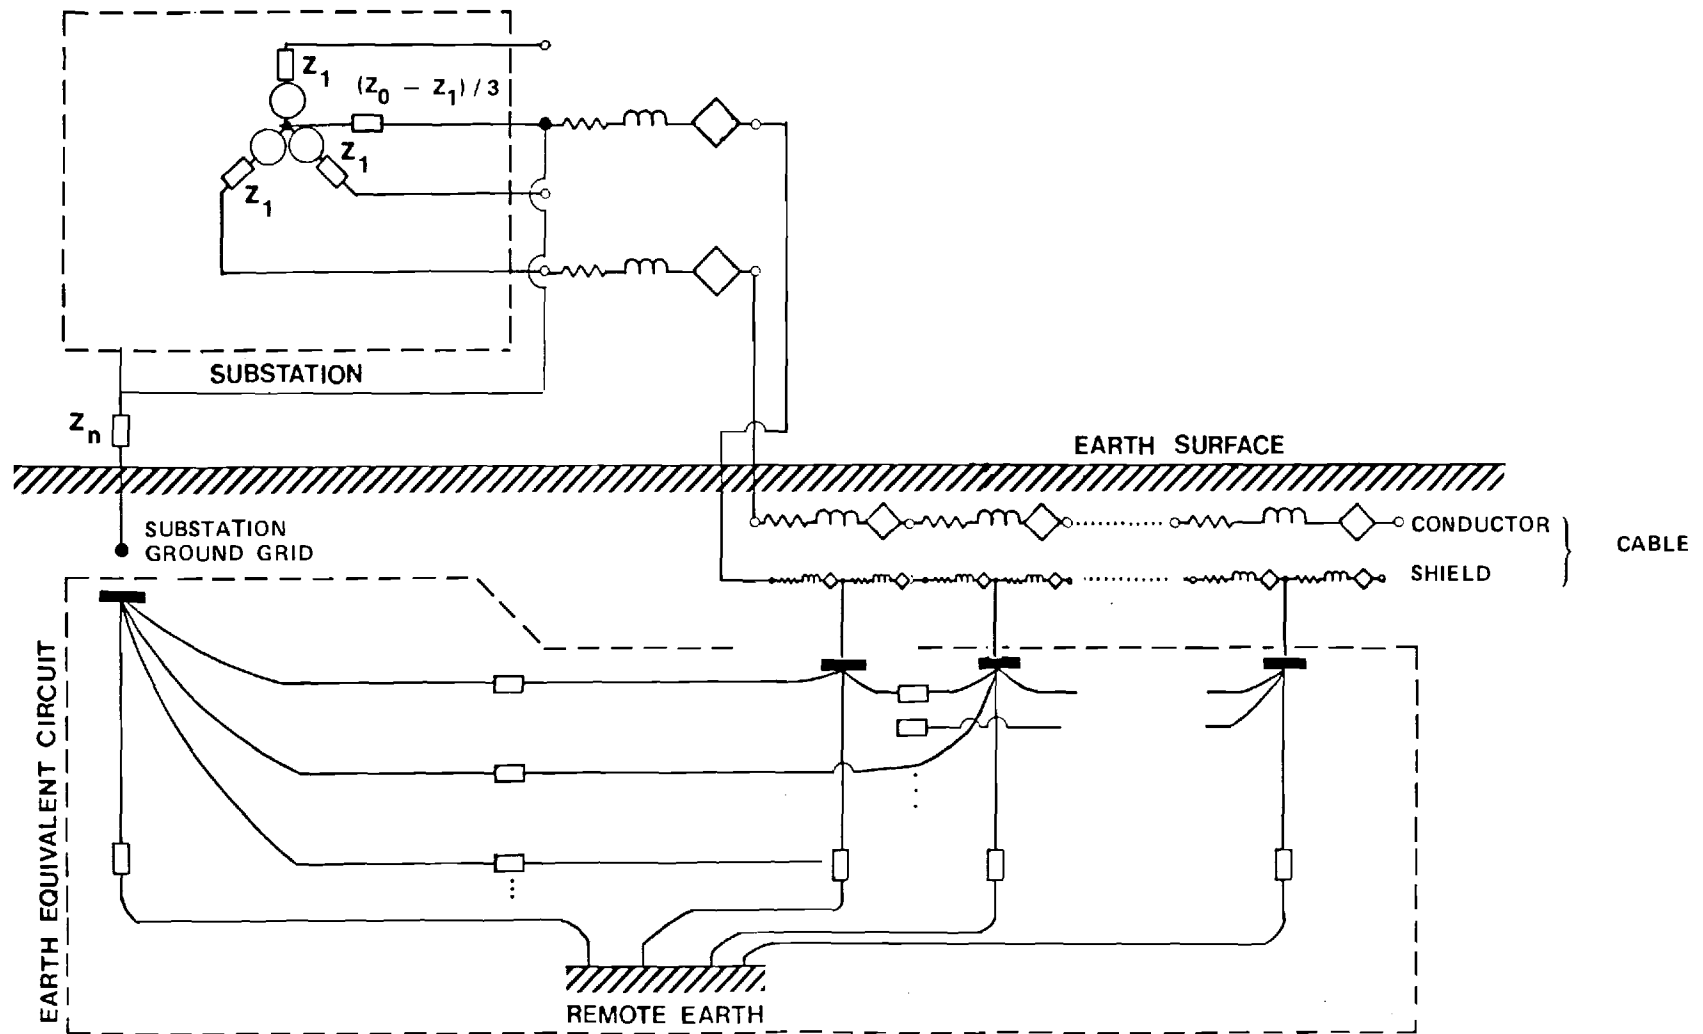 Z1
(Z0 - Z1) / 3
Z1
Z1
SUBSTATION
Zn
EARTH SURFACE
SUBSTATION
GROUND GRID
CONDUCTOR
CABLE
SHIELD
EARTH EQUIVALENT CIRCUIT
REMOTE EARTH